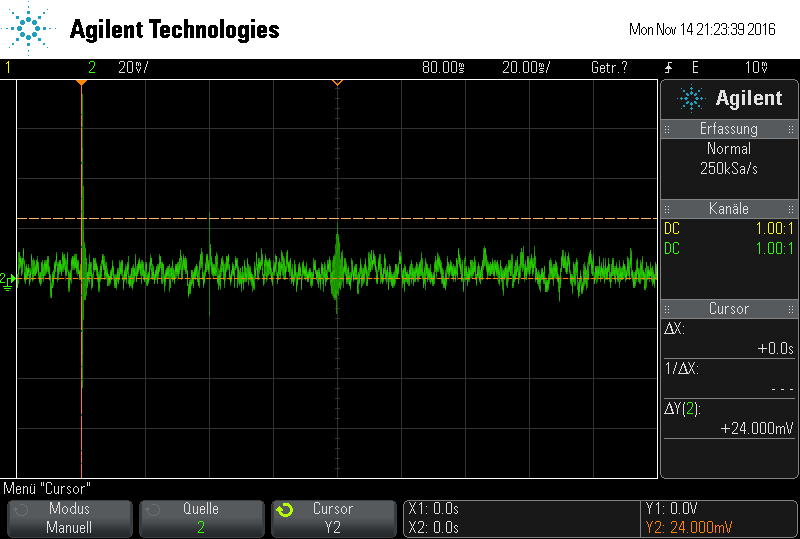 Agilent Technologies
Mon Nov 14 21:23:39 2016
1 2 20㎷/ 80.00㎳ 20.00㎳/ Getr.? E 10㎷
Agilent
Erfassung
Normal
250kSa/s
Kanäle
DC 1.00:1
DC 1.00:1
Cursor
ΔX:
+0.0s
1/ΔX:
- - -
ΔY(2):
+24.000mV
2
Menü "Cursor"
Modus
Manuell
Quelle
2
Cursor
Y2
X1: 0.0s
X2: 0.0s
Y1: 0.0V
Y2: 24.000mV